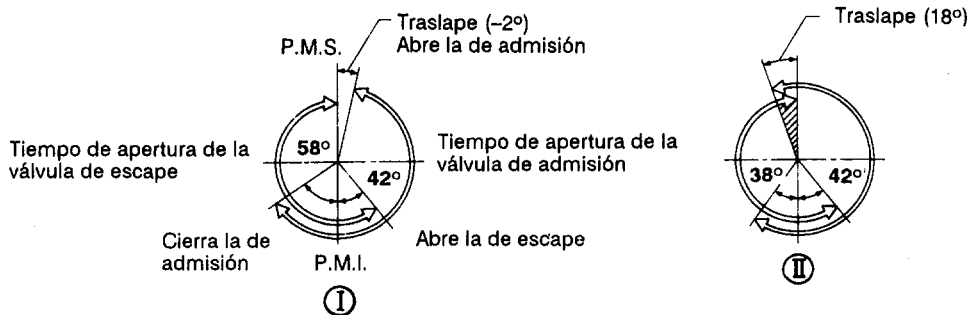 Traslape (–2º)
Abre la de admisión
P.M.S.
Traslape (18º)
Tiempo de apertura de la
válvula de escape
58º
42º
Tiempo de apertura de la
válvula de admisión
38º
42º
Cierra la de
admisión
P.M.I.
Abre la de escape
I
II